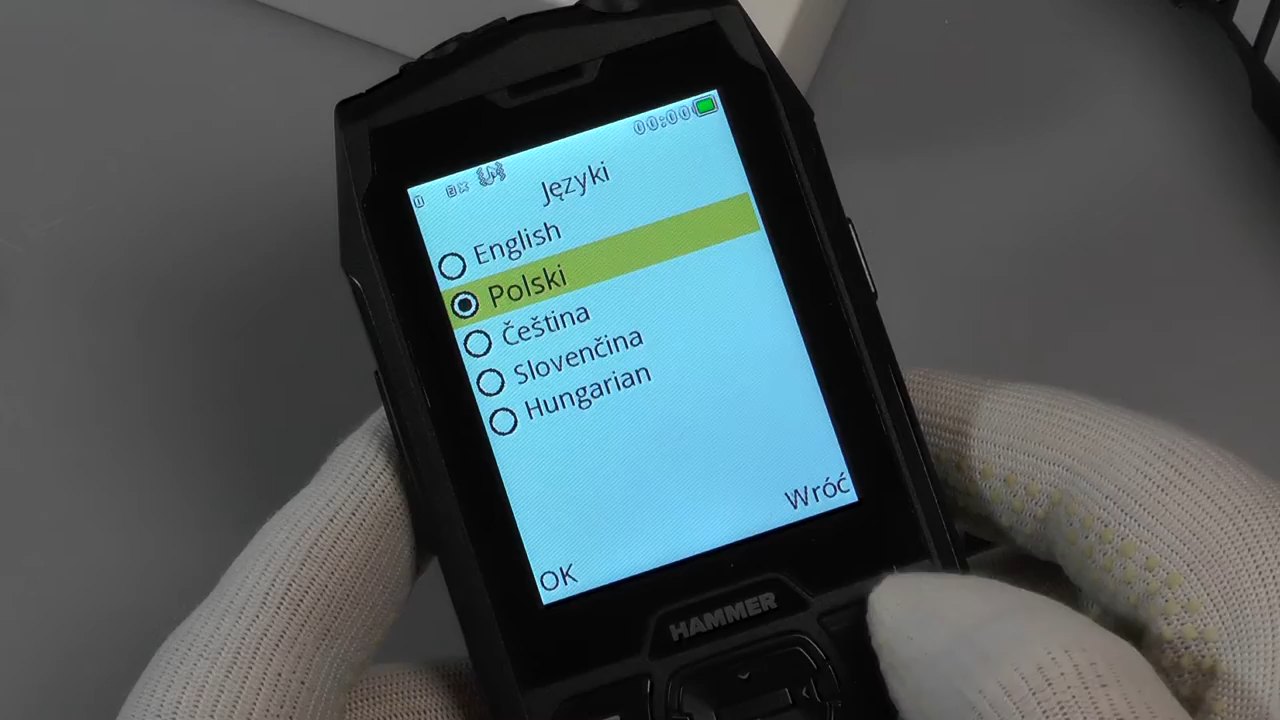 00:00
Języki
English
Polski
Čeština
Slovenčina
Hungarian
Wróć
OK
HAMMER